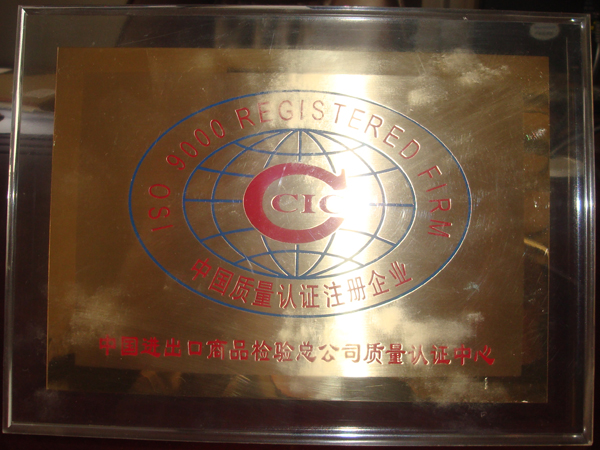 ISO 9000 REGISTERED FIRM
CCIC
中国质量认证注册企业
中国进出口商品检验总公司质量认证中心